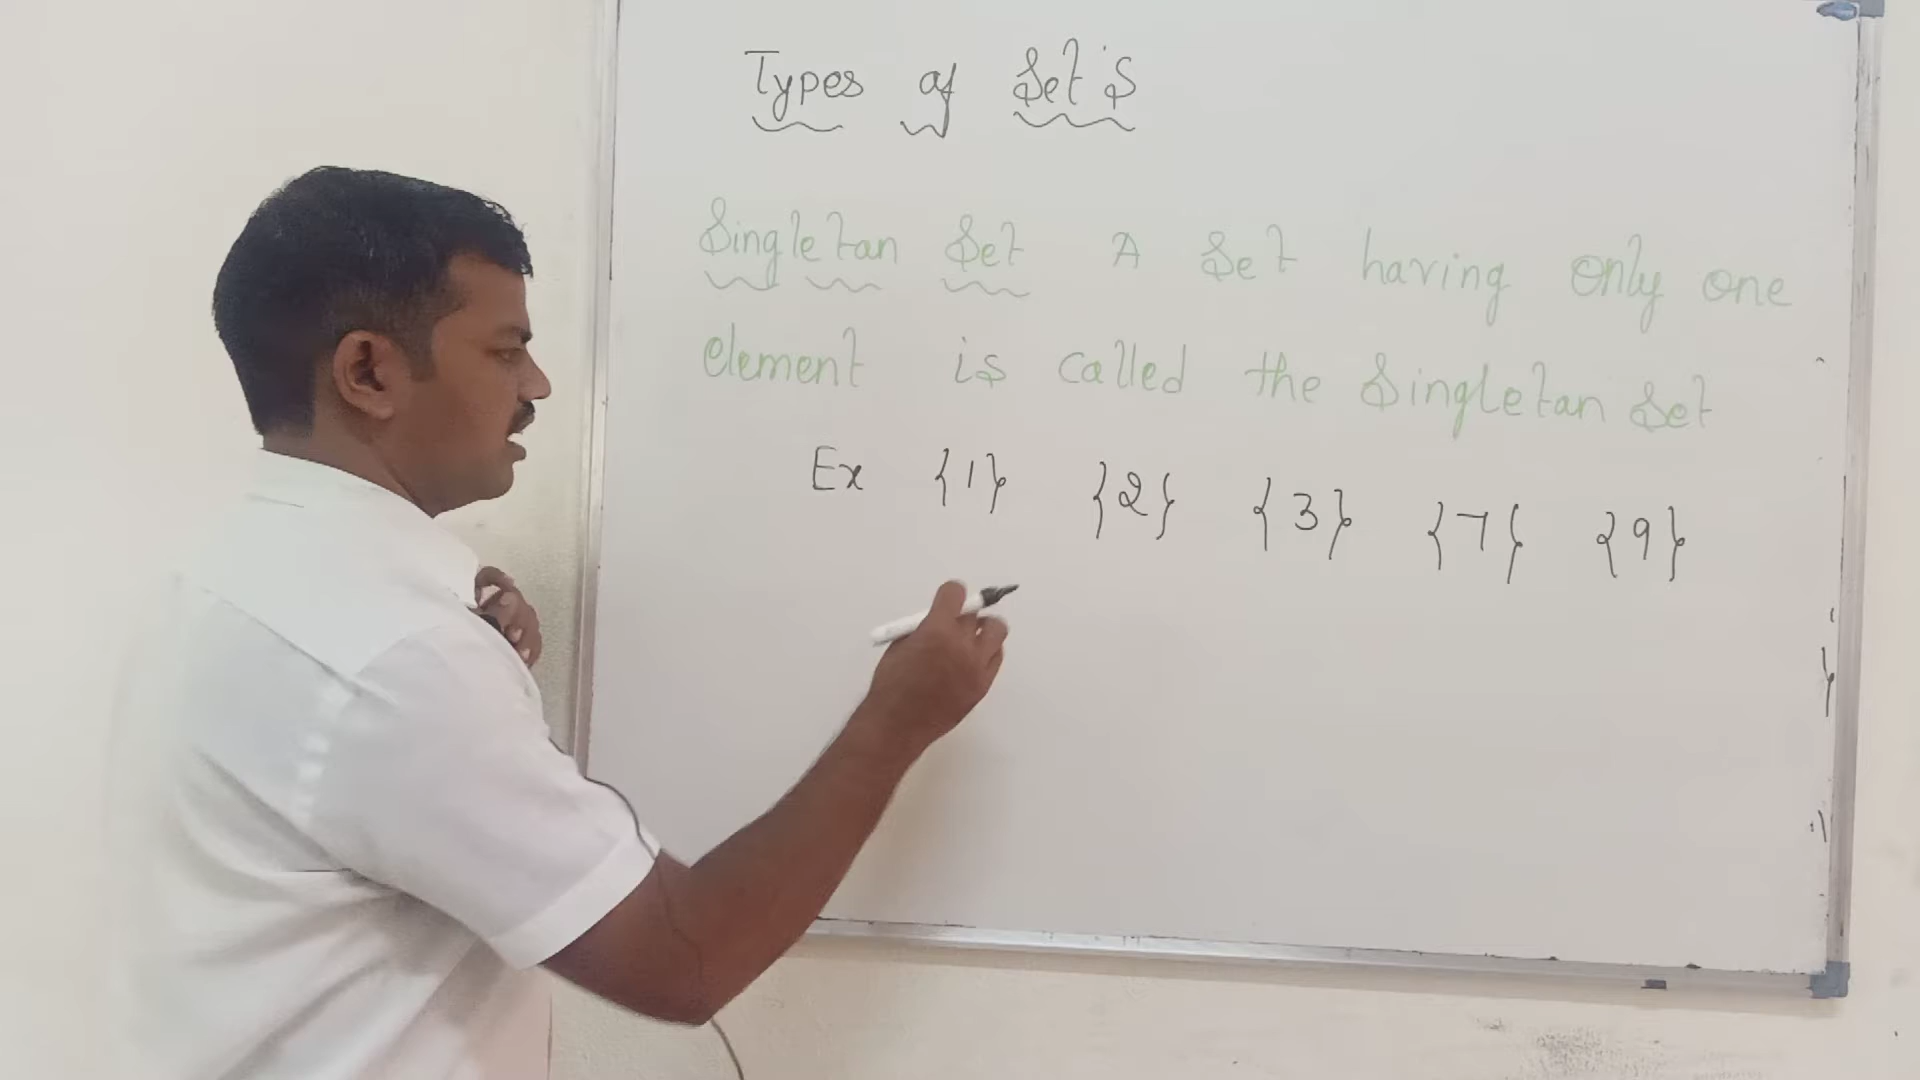 Types of Set's
Singletan Set A Set having only one
element is called the Singletan Set
Ex {1} {2} {3} {7} {9}